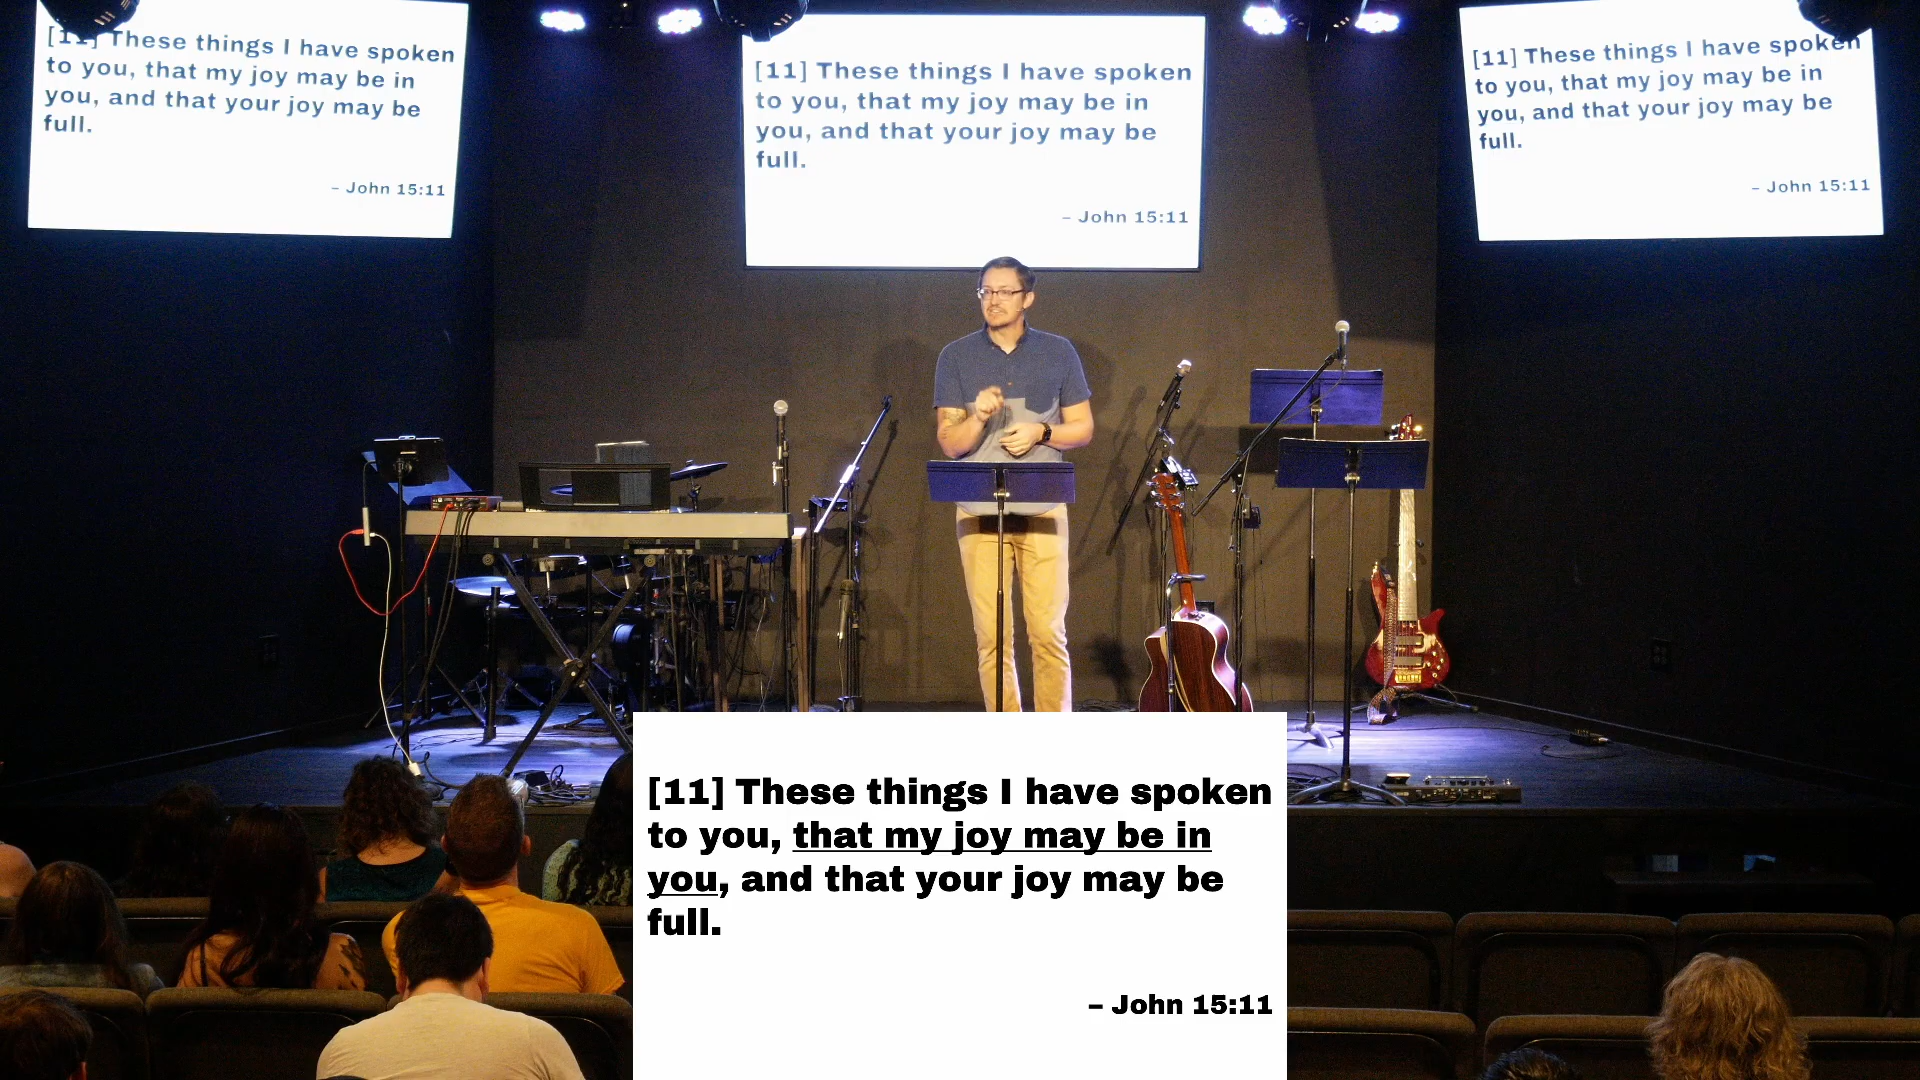 [11] These things I have spoken
to you, that my joy may be in
you, and that your joy may be
full.
– John 15:11
[11] These things I have spoken
to you, that my joy may be in
you, and that your joy may be
full.
– John 15:11
[11] These things I have spoken
to you, that my joy may be in
you, and that your joy may be
full.
– John 15:11
[11] These things I have spoken
to you, that my joy may be in
you, and that your joy may be
full.
– John 15:11